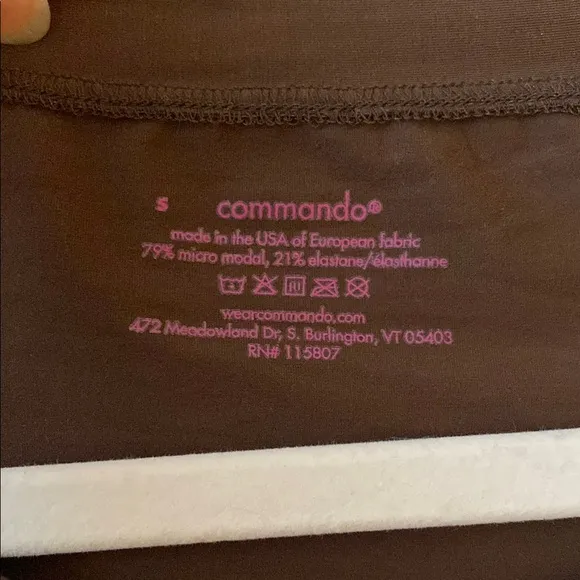 S commando®
made in the USA of European fabric
79% micro modal, 21% elastane/élasthanne
wearcommando.com
472 Meadowland Dr, S. Burlington, VT 05403
RN# 115807